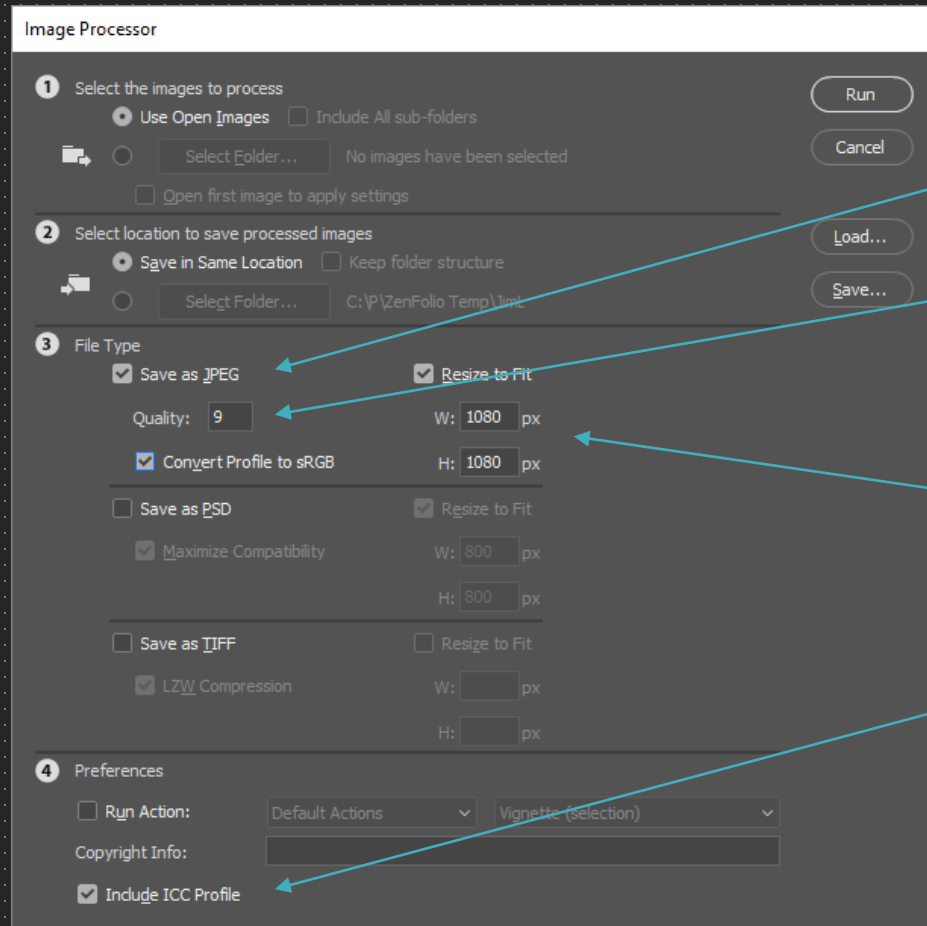 Image Processor
1 Select the images to process
Use Open Images Include All sub-folders
Run
Select Folder... No images have been selected
Cancel
Open first image to apply settings
2 Select location to save processed images
Load...
Save in Same Location Keep folder structure
Select Folder... C:\P\ZenFolio Temp\JimL
Save...
3 File Type
Save as JPEG Resize to Fit
Quality: 9 W: 1080 px
Convert Profile to sRGB H: 1080 px
Save as PSD Resize to Fit
Maximize Compatibility W: 800 px
H: 800 px
Save as TIFF Resize to Fit
LZW Compression W: px
H: px
4 Preferences
Run Action: Default Actions Vignette (selection)
Copyright Info:
Include ICC Profile